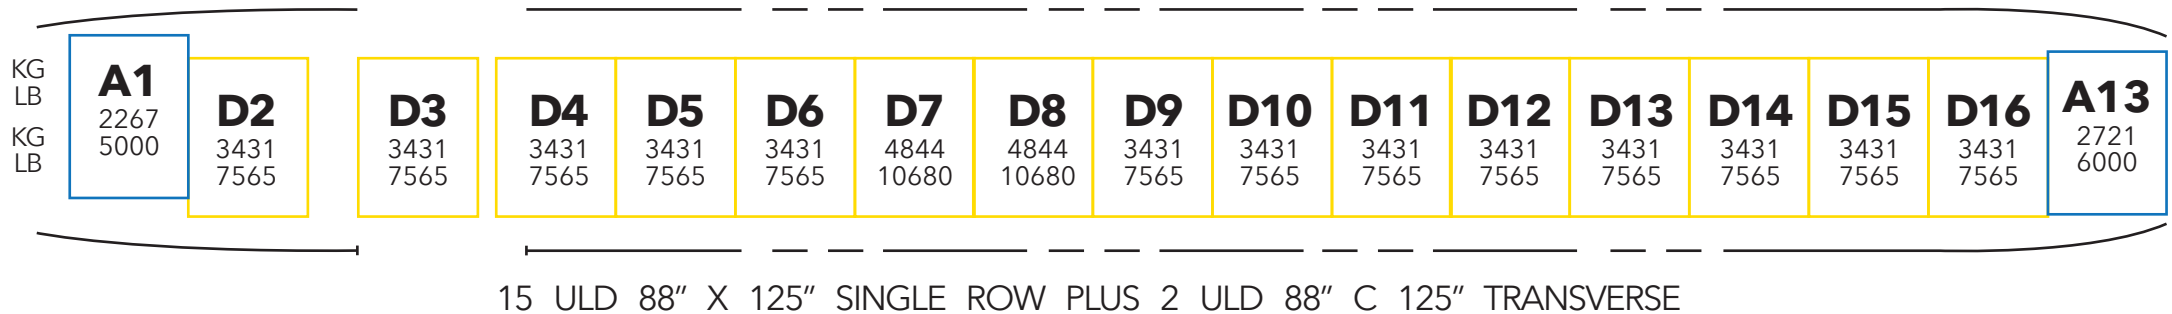 KG
LB
KG
LB
A1
2267
5000
D2
3431
7565
D3
3431
7565
D4
3431
7565
D5
3431
7565
D6
3431
7565
D7
4844
10680
D8
4844
10680
D9
3431
7565
D10
3431
7565
D11
3431
7565
D12
3431
7565
D13
3431
7565
D14
3431
7565
D15
3431
7565
D16
3431
7565
A13
2721
6000
15 ULD 88” X 125” SINGLE ROW PLUS 2 ULD 88” C 125” TRANSVERSE